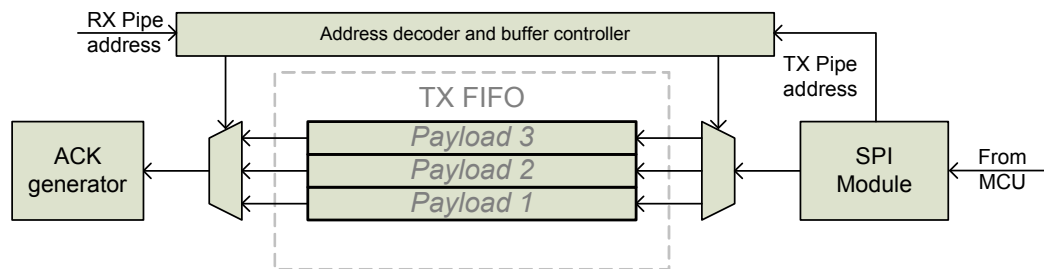 RX Pipe
address
Address decoder and buffer controller
TX Pipe
address
TX FIFO
ACK
generator
Payload 3
Payload 2
Payload 1
SPI
Module
From
MCU